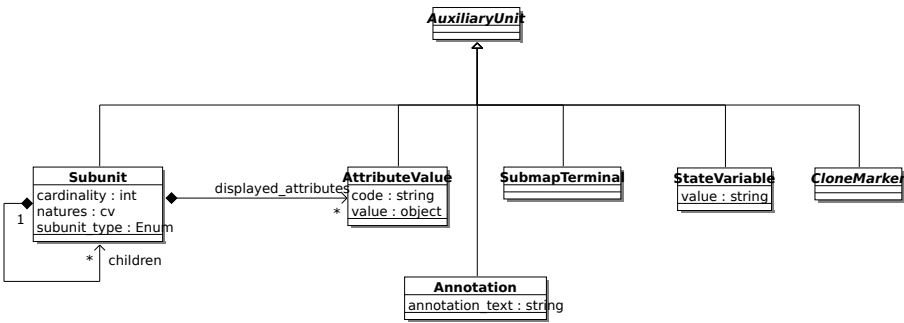 AuxiliaryUnit
Subunit
cardinality : int
natures : cv
subunit_type : Enum
1
* children
displayed_attributes
*
AttributeValue
code : string
value : object
SubmapTerminal
StateVariable
value : string
CloneMarker
Annotation
annotation_text : string